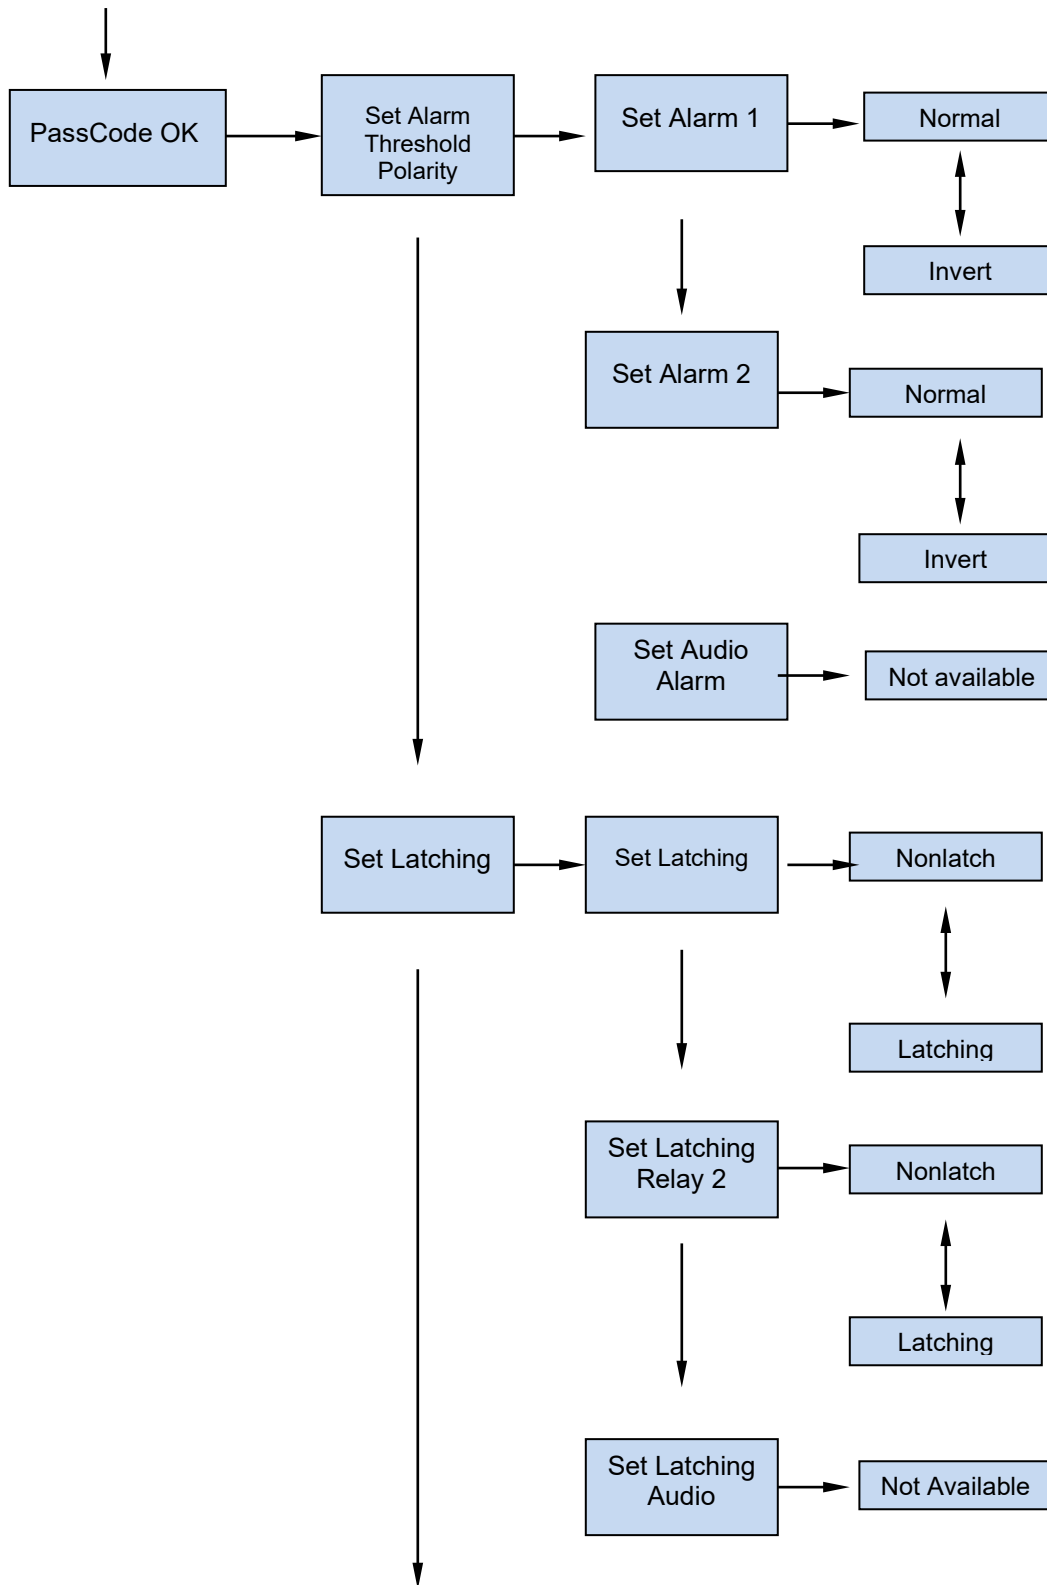 PassCode OK
Set Alarm
Threshold
Polarity
Set Alarm 1
Normal
Invert
Set Alarm 2
Normal
Invert
Set Audio
Alarm
Not available
Set Latching
Set Latching
Nonlatch
Latching
Set Latching
Relay 2
Nonlatch
Latching
Set Latching
Audio
Not Available